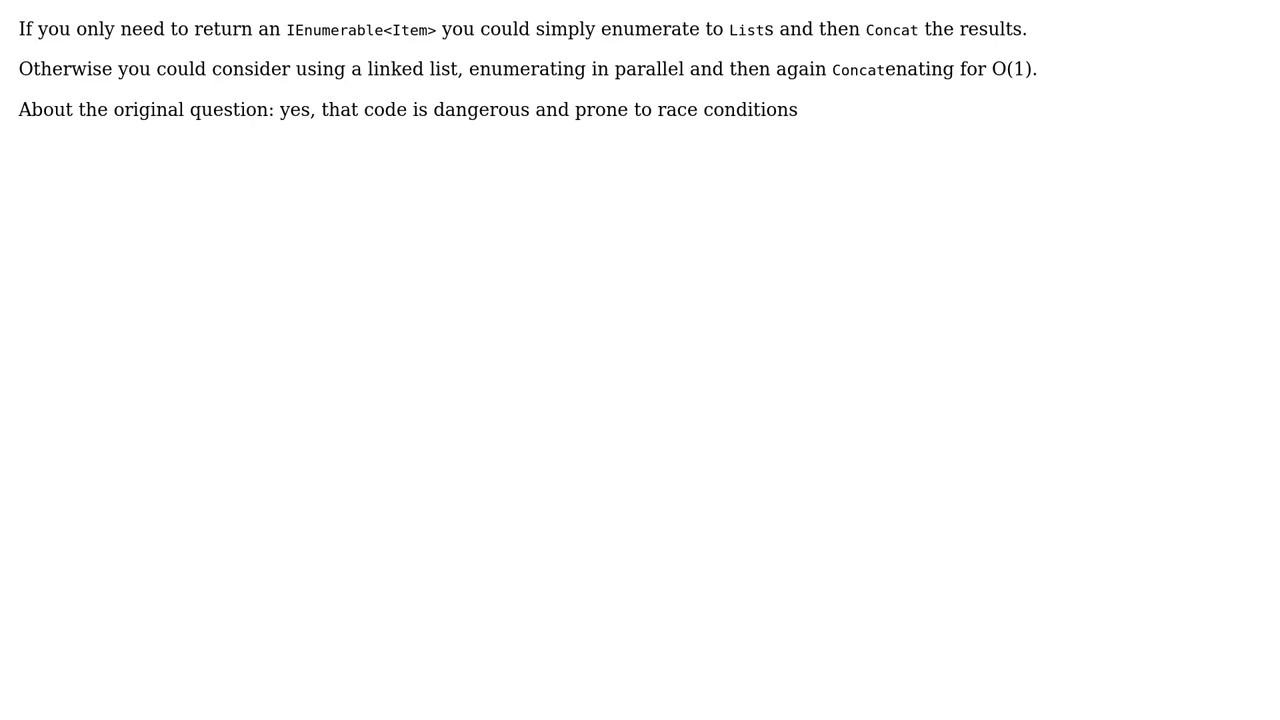 If you only need to return an IEnumerable<Item> you could simply enumerate to Lists and then Concat the results.
Otherwise you could consider using a linked list, enumerating in parallel and then again Concatenating for O(1).
About the original question: yes, that code is dangerous and prone to race conditions